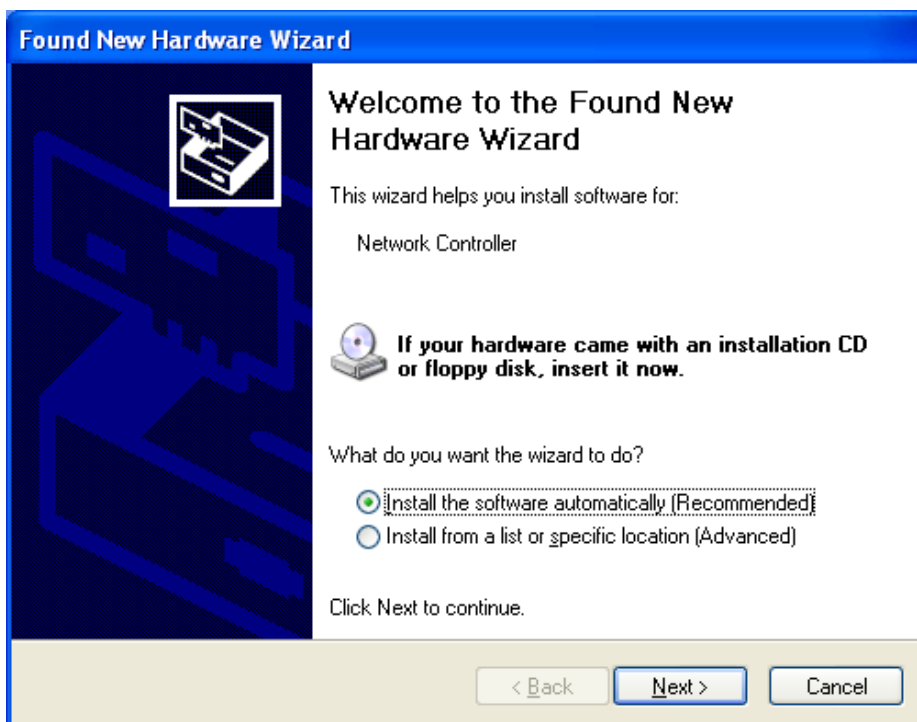 Found New Hardware Wizard
Welcome to the Found New
Hardware Wizard
This wizard helps you install software for:
Network Controller
If your hardware came with an installation CD
or floppy disk, insert it now.
What do you want the wizard to do?
Install the software automatically (Recommended)
Install from a list or specific location (Advanced)
Click Next to continue.
< Back Next > Cancel